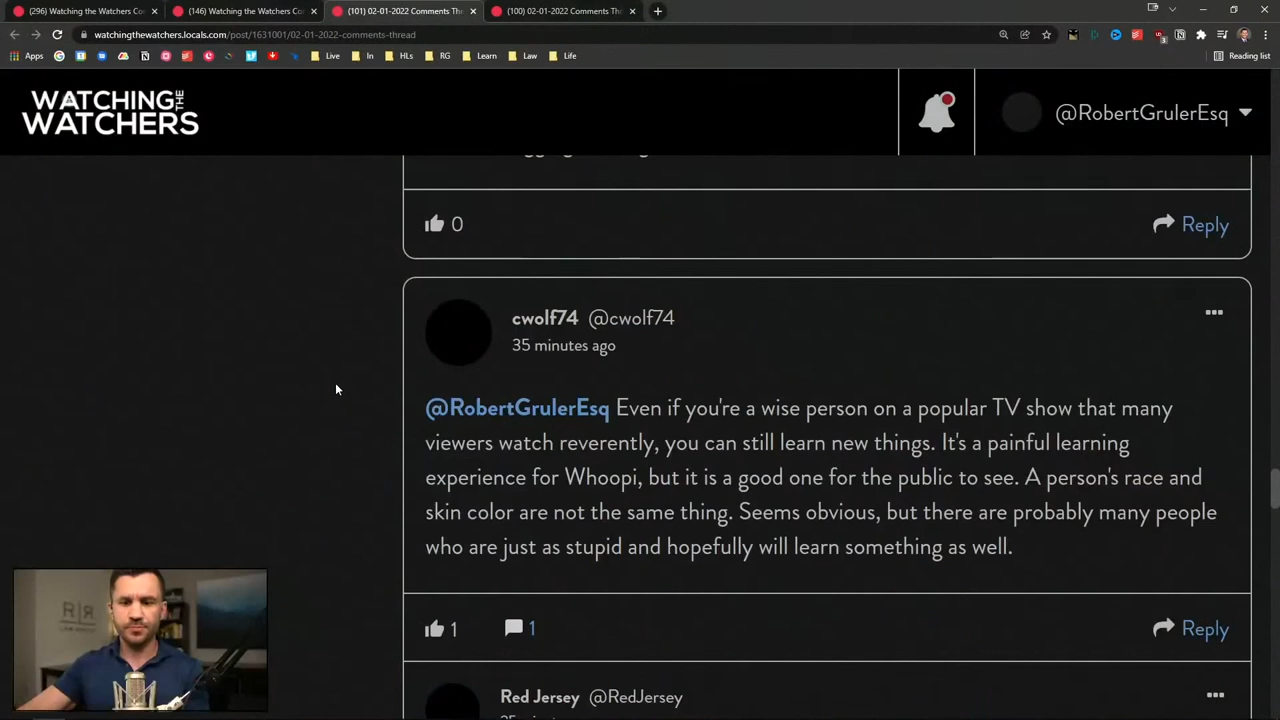 (296) Watching the Watchers Co
(146) Watching the Watchers Co
(101) 02-01-2022 Comments Thr
(100) 02-01-2022 Comments Thr
watchingthewatchers.locals.com/post/1631001/02-01-2022-comments-thread
Apps
Live
In
HLs
RG
Learn
Law
Life
Reading list
WATCHING THE
WATCHERS
@RobertGrulerEsq
0
Reply
cwolf74 @cwolf74
35 minutes ago
@RobertGrulerEsq Even if you're a wise person on a popular TV show that many
viewers watch reverently, you can still learn new things. It's a painful learning
experience for Whoopi, but it is a good one for the public to see. A person's race and
skin color are not the same thing. Seems obvious, but there are probably many people
who are just as stupid and hopefully will learn something as well.
1
1
Reply
Red Jersey @RedJersey
R|R